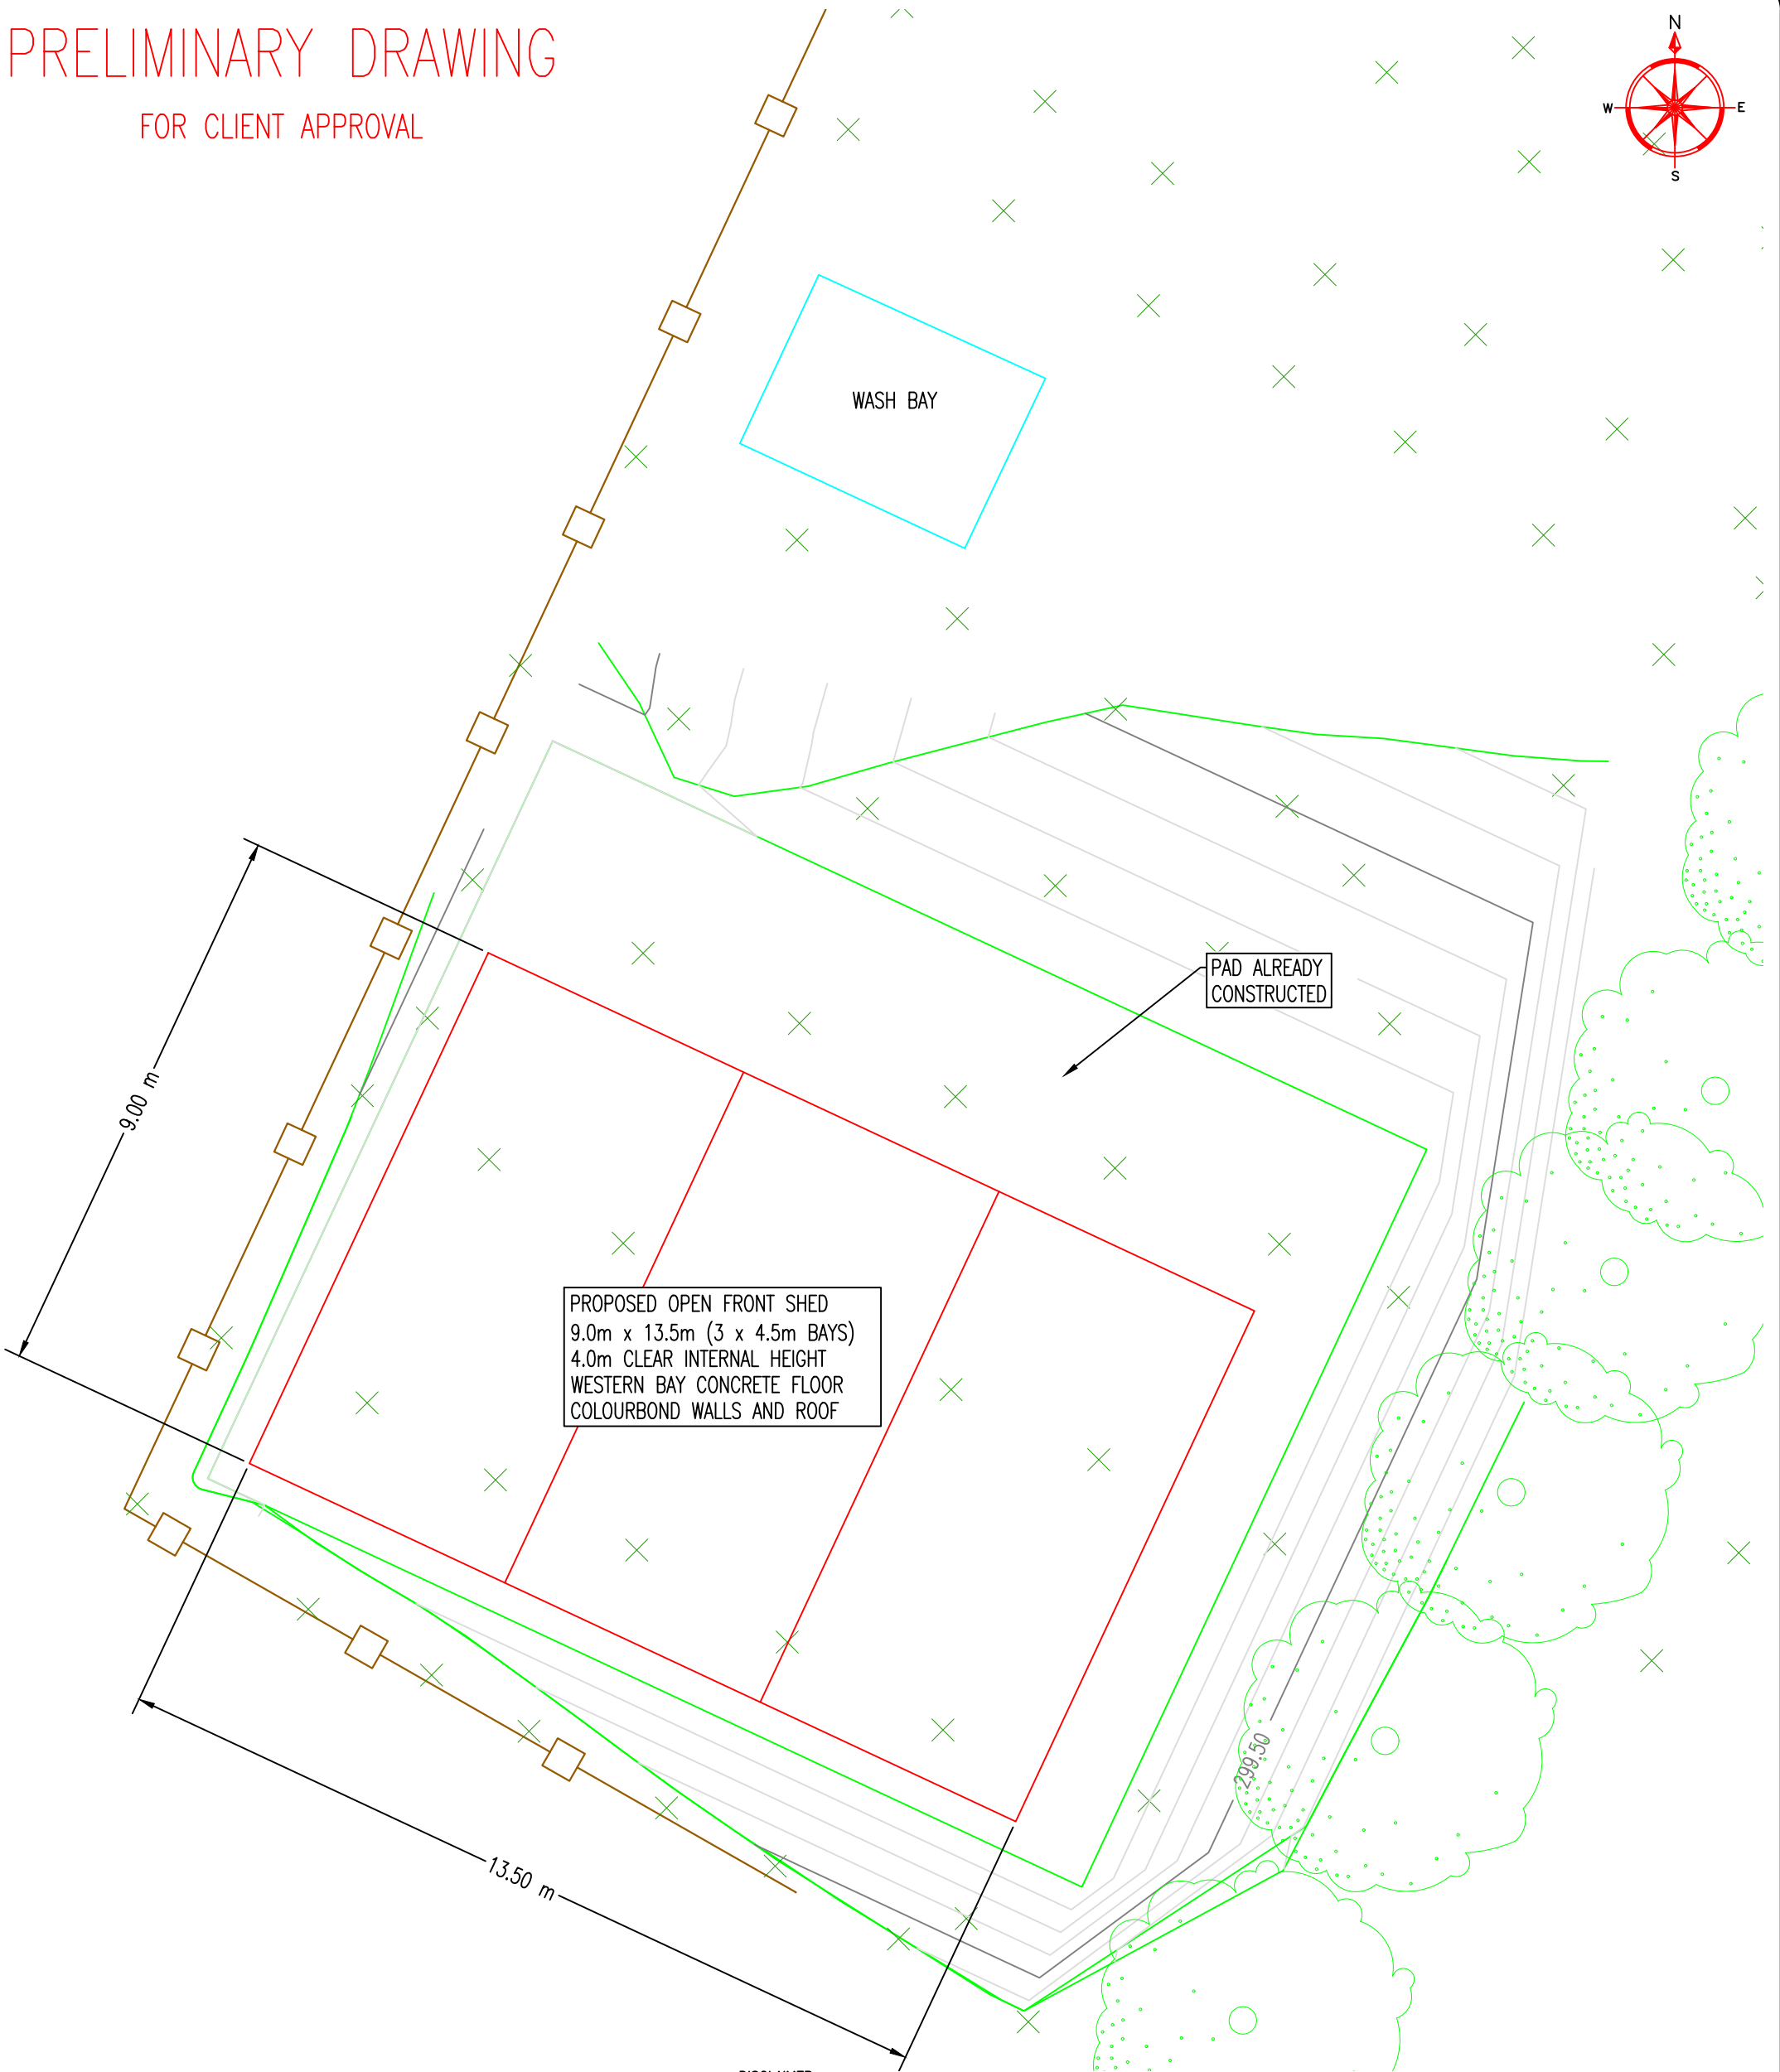 PRELIMINARY DRAWING
FOR CLIENT APPROVAL
N
W E
S
WASH BAY
PAD ALREADY
CONSTRUCTED
9.00 m
PROPOSED OPEN FRONT SHED
9.0m x 13.5m (3 x 4.5m BAYS)
4.0m CLEAR INTERNAL HEIGHT
WESTERN BAY CONCRETE FLOOR
COLOURBOND WALLS AND ROOF
299.50
13.50 m